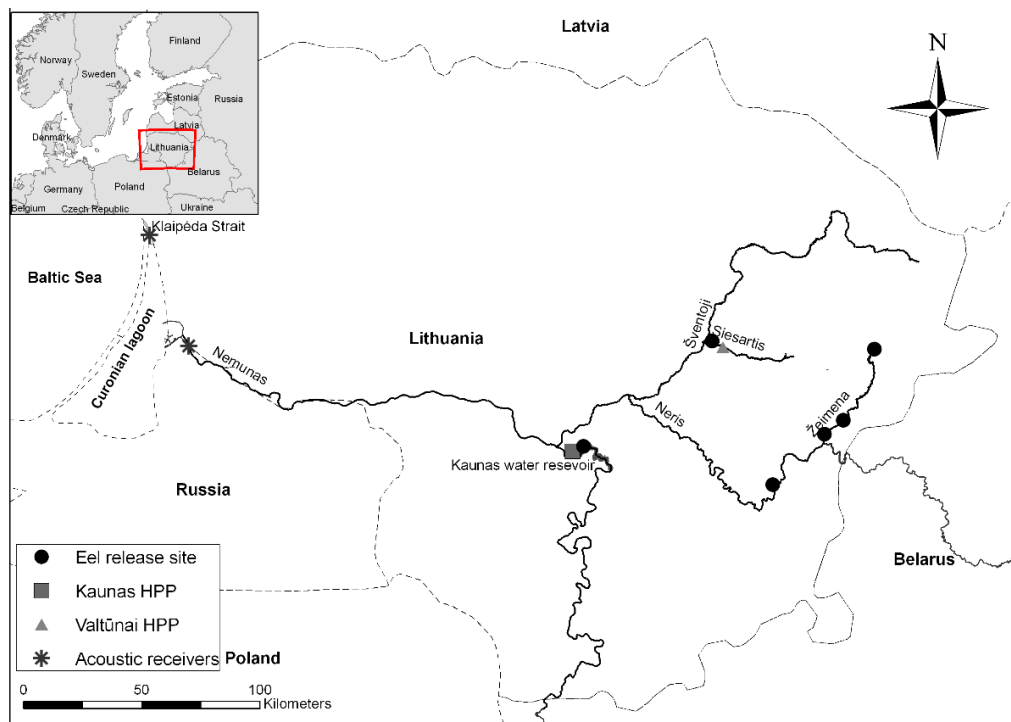 Latvia
N
Finland
Norway
Sweden
Estonia
Russia
Latvia
Denmark
Lithuania
Belarus
Germany
Poland
Belgium
Czech Republic
Ukraine
Klaipėda Strait
Baltic Sea
Curonian lagoon
Nemunas
Lithuania
Šventoji
Siesartis
Neris
Žeimena
Kaunas water resevoir
Russia
Belarus
Eel release site
Kaunas HPP
Valtūnai HPP
Acoustic receivers
Poland
0 50 100
Kilometers